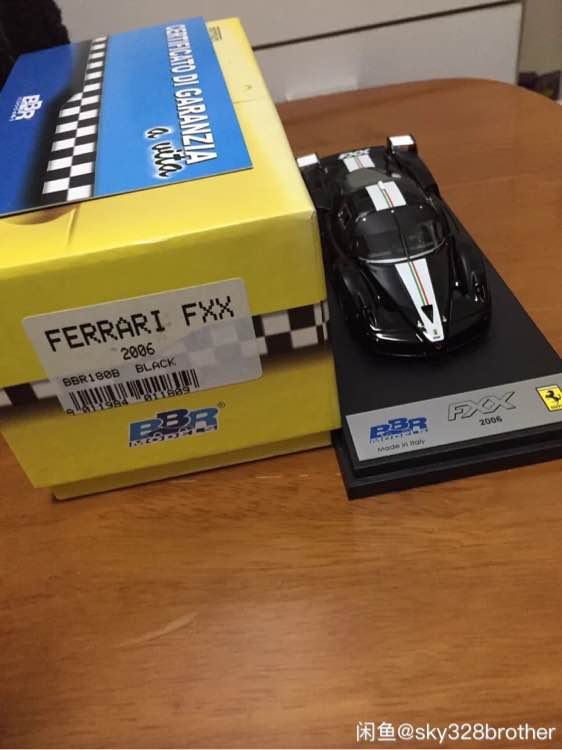 CERTIFICATO DI GARANZIA
a vita
BBR
FERRARI FXX
2006
BBR180B BLACK
BBR®
MODELS
FXX
BBR
FXX
2006
Made in Italy
闲鱼@sky328brother